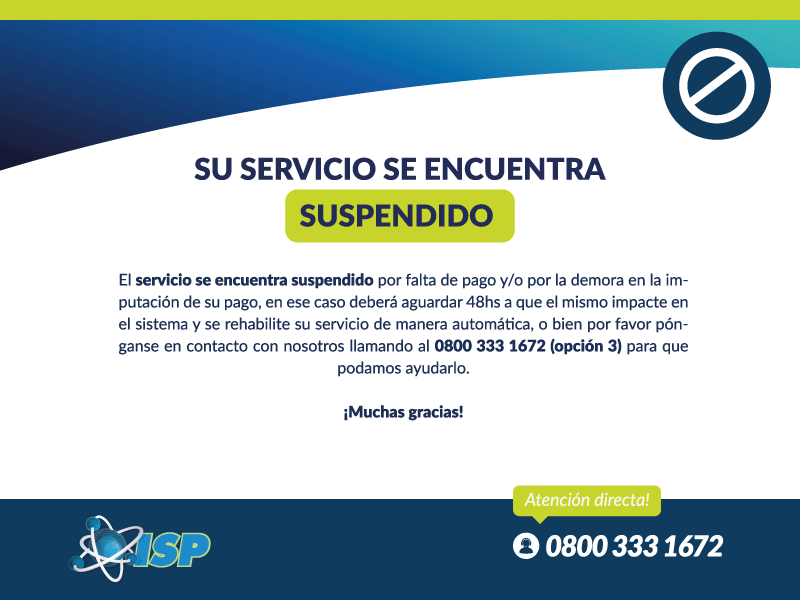 SU SERVICIO SE ENCUENTRA
SUSPENDIDO
El servicio se encuentra suspendido por falta de pago y/o por la demora en la im-
putación de su pago, en ese caso deberá aguardar 48hs a que el mismo impacte en
el sistema y se rehabilite su servicio de manera automática, o bien por favor pón-
ganse en contacto con nosotros llamando al 0800 333 1672 (opción 3) para que
podamos ayudarlo.
¡Muchas gracias!
Atención directa!
ISP
0800 333 1672